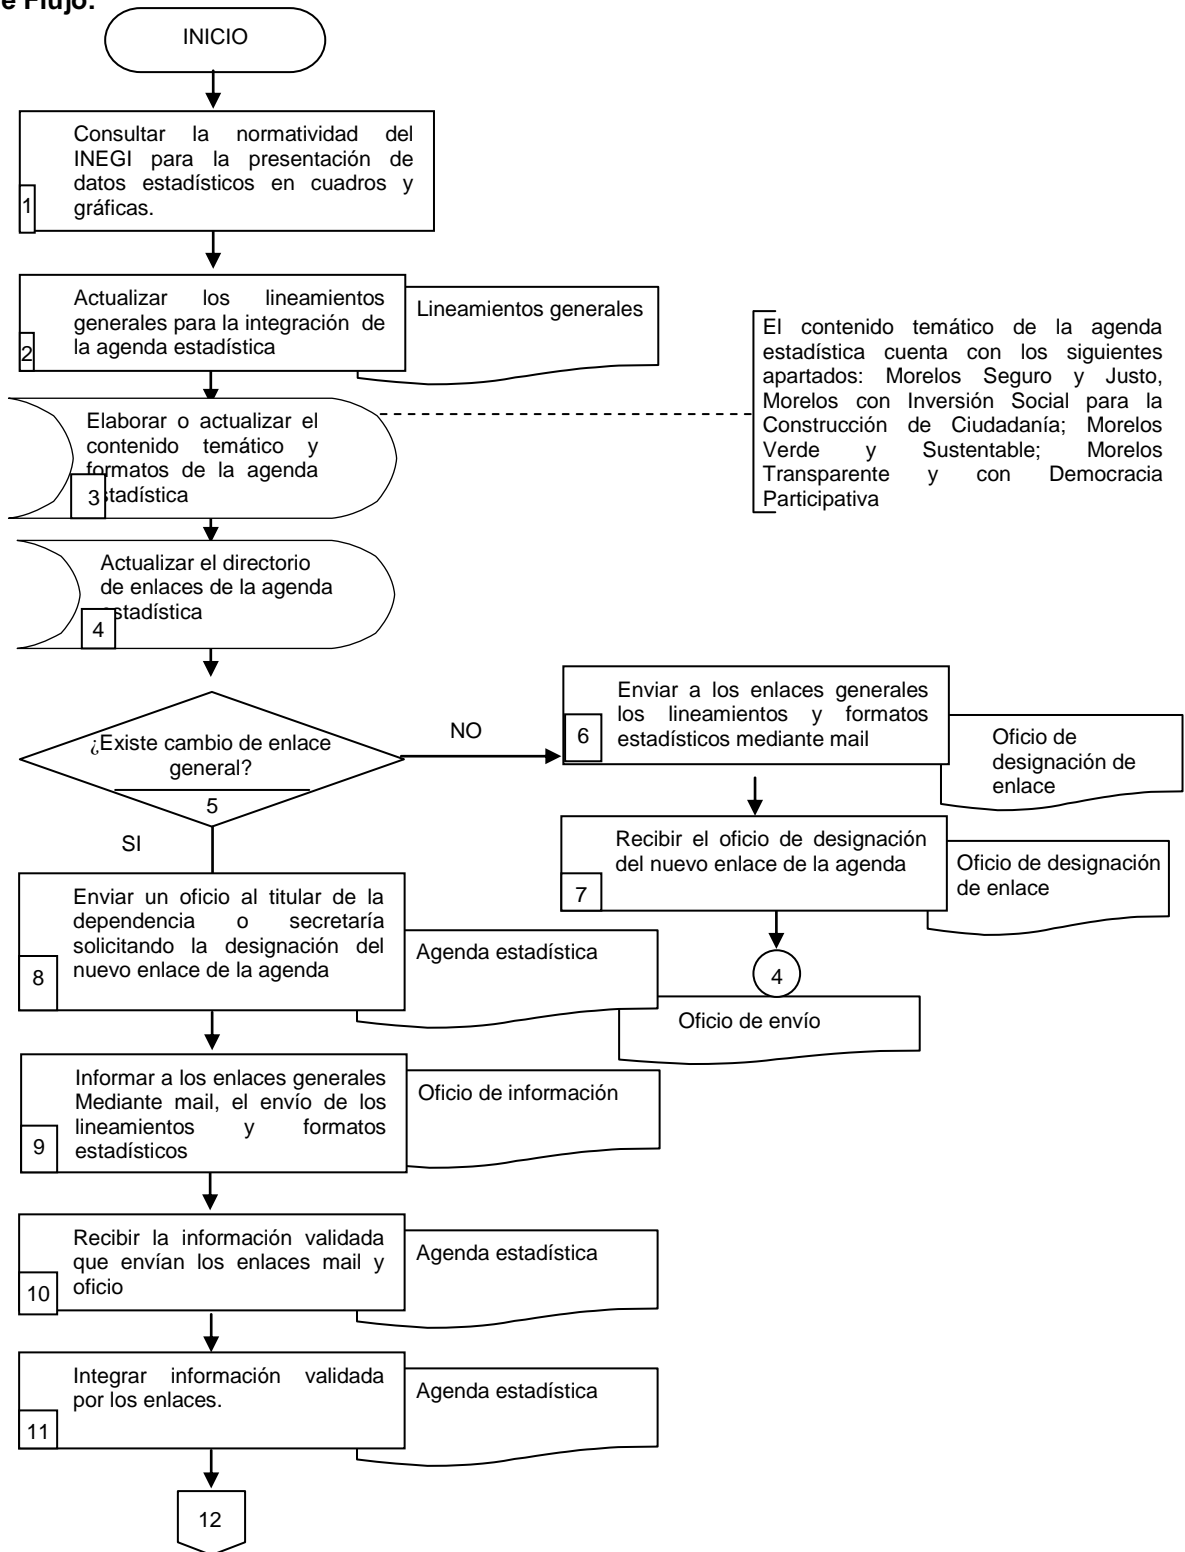 e Flujo.
INICIO
Consultar la normatividad del
INEGI para la presentación de
datos estadísticos en cuadros y
gráficas.
1
Actualizar los lineamientos
generales para la integración de
la agenda estadística
2
Lineamientos generales
El contenido temático de la agenda
estadística cuenta con los siguientes
apartados: Morelos Seguro y Justo,
Morelos con Inversión Social para la
Construcción de Ciudadanía; Morelos
Verde y Sustentable; Morelos
Transparente y con Democracia
Participativa
Elaborar o actualizar el
contenido temático y
formatos de la agenda
stadística
3
Actualizar el directorio
de enlaces de la agenda
estadística
4
¿Existe cambio de enlace
general?
5
NO
SI
Enviar a los enlaces generales
los lineamientos y formatos
estadísticos mediante mail
6
Oficio de
designación de
enlace
Recibir el oficio de designación
del nuevo enlace de la agenda
7
Oficio de designación
de enlace
4
Oficio de envío
Enviar un oficio al titular de la
dependencia o secretaría
solicitando la designación del
nuevo enlace de la agenda
8
Agenda estadística
Informar a los enlaces generales
Mediante mail, el envío de los
lineamientos y formatos
estadísticos
9
Oficio de información
Recibir la información validada
que envían los enlaces mail y
oficio
10
Agenda estadística
Integrar información validada
por los enlaces.
11
Agenda estadística
12